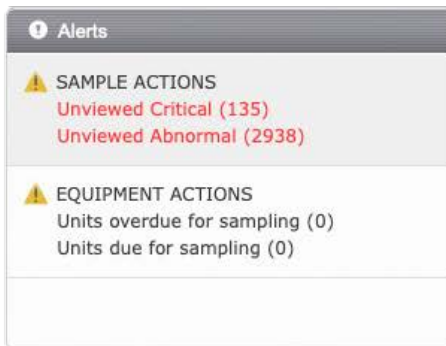 Alerts
SAMPLE ACTIONS
Unviewed Critical (135)
Unviewed Abnormal (2938)
EQUIPMENT ACTIONS
Units overdue for sampling (0)
Units due for sampling (0)